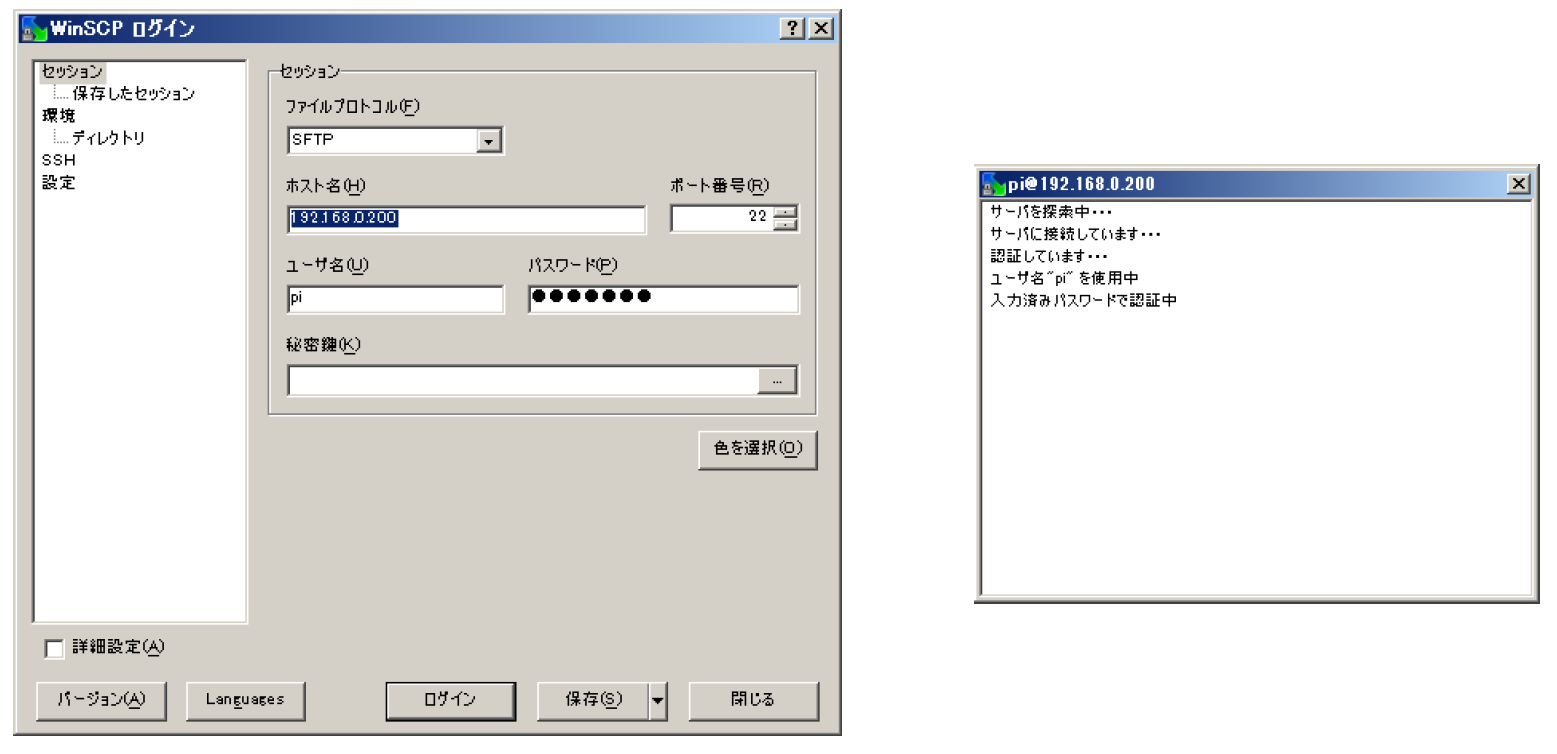 WinSCP ログイン
セッション
保存したセッション
環境
ディレクトリ
SSH
設定
セッション
ファイルプロトコル(F)
SFTP
ホスト名(H)
ポート番号(R)
192.168.0.200
22
ユーザ名(U)
パスワード(P)
pi
●●●●●●●
秘密鍵(K)
...
色を選択(O)
詳細設定(A)
バージョン(A)
Languages
ログイン
保存(S)
閉じる
pi@192.168.0.200
サーバを探索中・・・
サーバに接続しています・・・
認証しています・・・
ユーザ名"pi" を使用中
入力済みパスワードで認証中